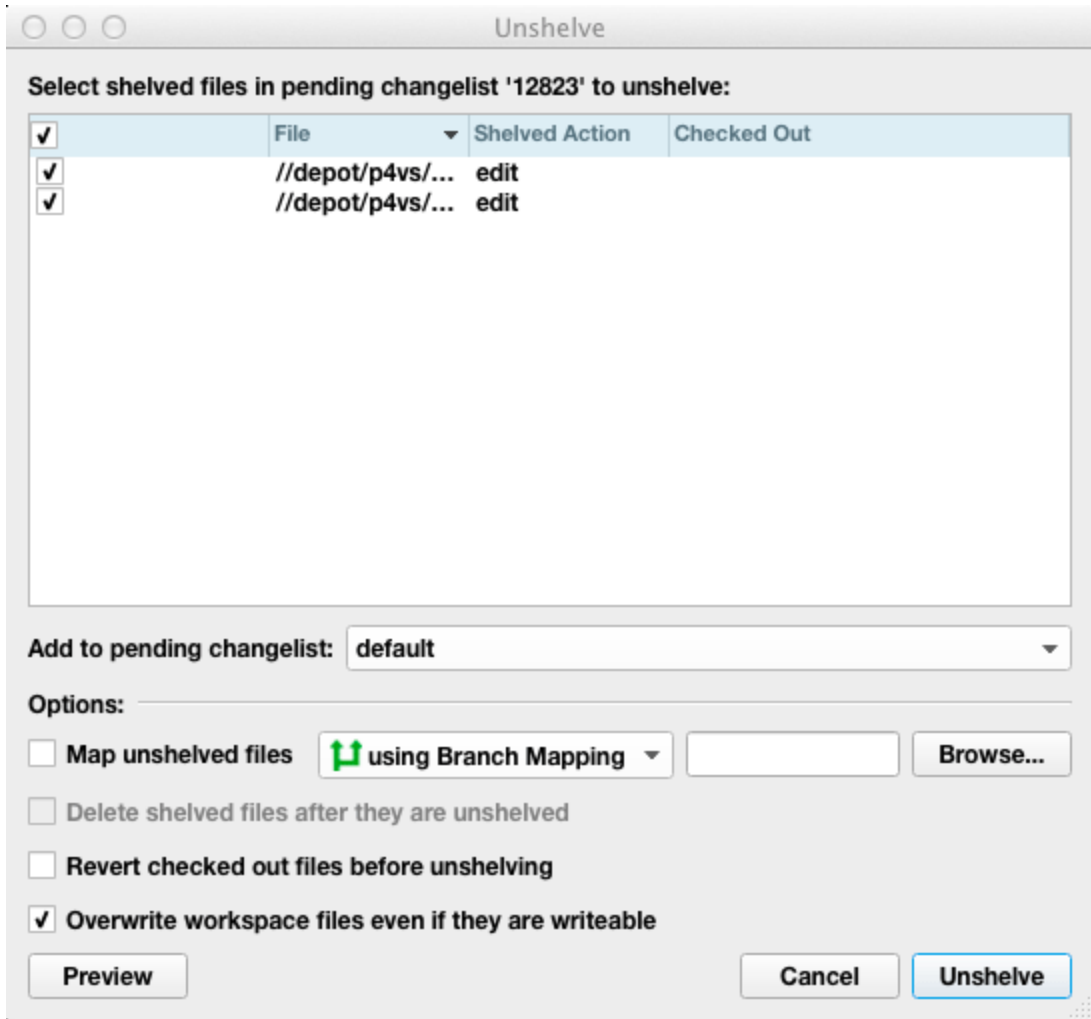 Unshelve
Select shelved files in pending changelist '12823' to unshelve:
File Shelved Action Checked Out
//depot/p4vs/... edit
//depot/p4vs/... edit
Add to pending changelist: default
Options:
Map unshelved files using Branch Mapping Browse...
Delete shelved files after they are unshelved
Revert checked out files before unshelving
Overwrite workspace files even if they are writeable
Preview Cancel Unshelve